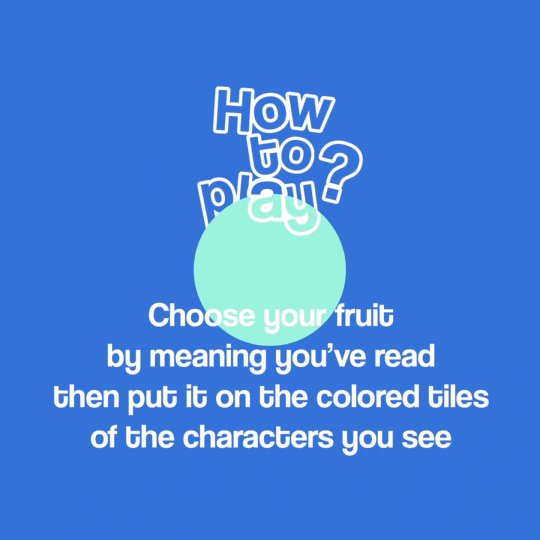 How
to
play?
Choose your fruit
by meaning you've read
then put it on the colored tiles
of the characters you see